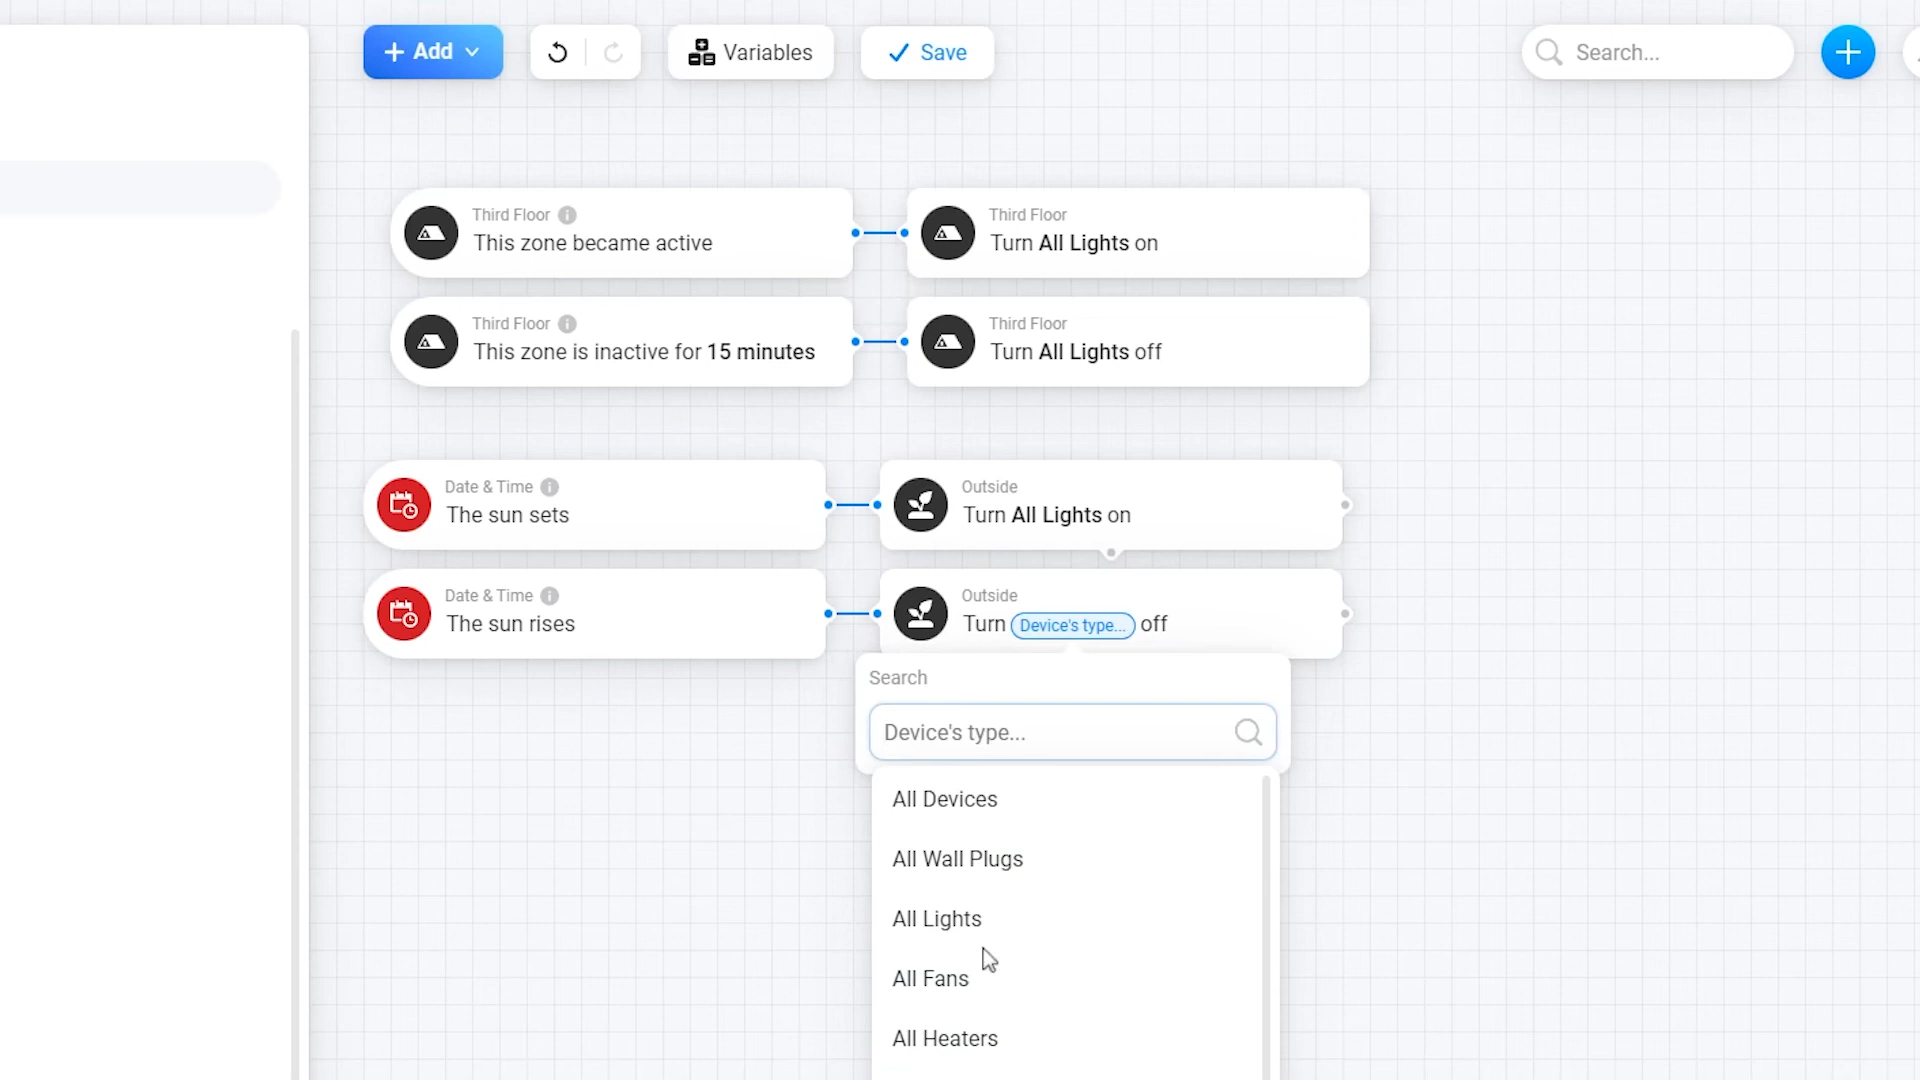 Add
Variables
Save
Search...
Third Floor
This zone became active
Third Floor
Turn All Lights on
Third Floor
This zone is inactive for 15 minutes
Third Floor
Turn All Lights off
Date & Time
The sun sets
Outside
Turn All Lights on
Date & Time
The sun rises
Outside
Turn Device's type... off
Search
Device's type...
All Devices
All Wall Plugs
All Lights
All Fans
All Heaters